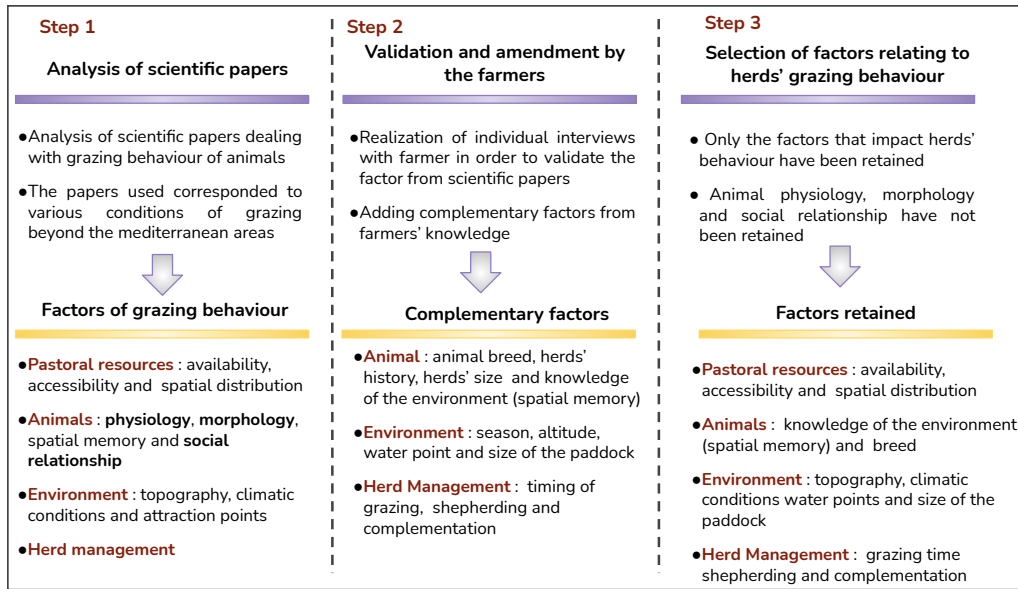 Step 1
Analysis of scientific papers
●Analysis of scientific papers dealing
with grazing behaviour of animals
●The papers used corresponded to
various conditions of grazing
beyond the mediterranean areas
Factors of grazing behaviour
●Pastoral resources : availability,
accessibility and spatial distribution
●Animals : physiology, morphology,
spatial memory and social
relationship
●Environment : topography, climatic
conditions and attraction points
●Herd management
Step 2
Validation and amendment by
the farmers
●Realization of individual interviews
with farmer in order to validate the
factor from scientific papers
●Adding complementary factors from
farmers’ knowledge
Complementary factors
●Animal : animal breed, herds’
history, herds’ size and knowledge
of the environment (spatial memory)
●Environment : season, altitude,
water point and size of the paddock
●Herd Management : timing of
grazing, shepherding and
complementation
Step 3
Selection of factors relating to
herds’ grazing behaviour
● Only the factors that impact herds’
behaviour have been retained
● Animal physiology, morphology
and social relationship have not
been retained
Factors retained
●Pastoral resources : availability,
accessibility and spatial distribution
●Animals : knowledge of the environment
(spatial memory) and breed
●Environment : topography, climatic
conditions water points and size of the
paddock
●Herd Management : grazing time
shepherding and complementation